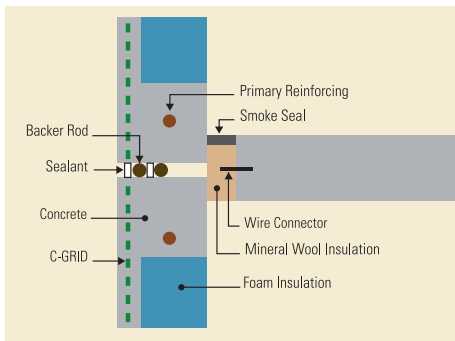 Primary Reinforcing
Smoke Seal
Backer Rod
Sealant
Concrete
Wire Connector
Mineral Wool Insulation
C-GRID
Foam Insulation